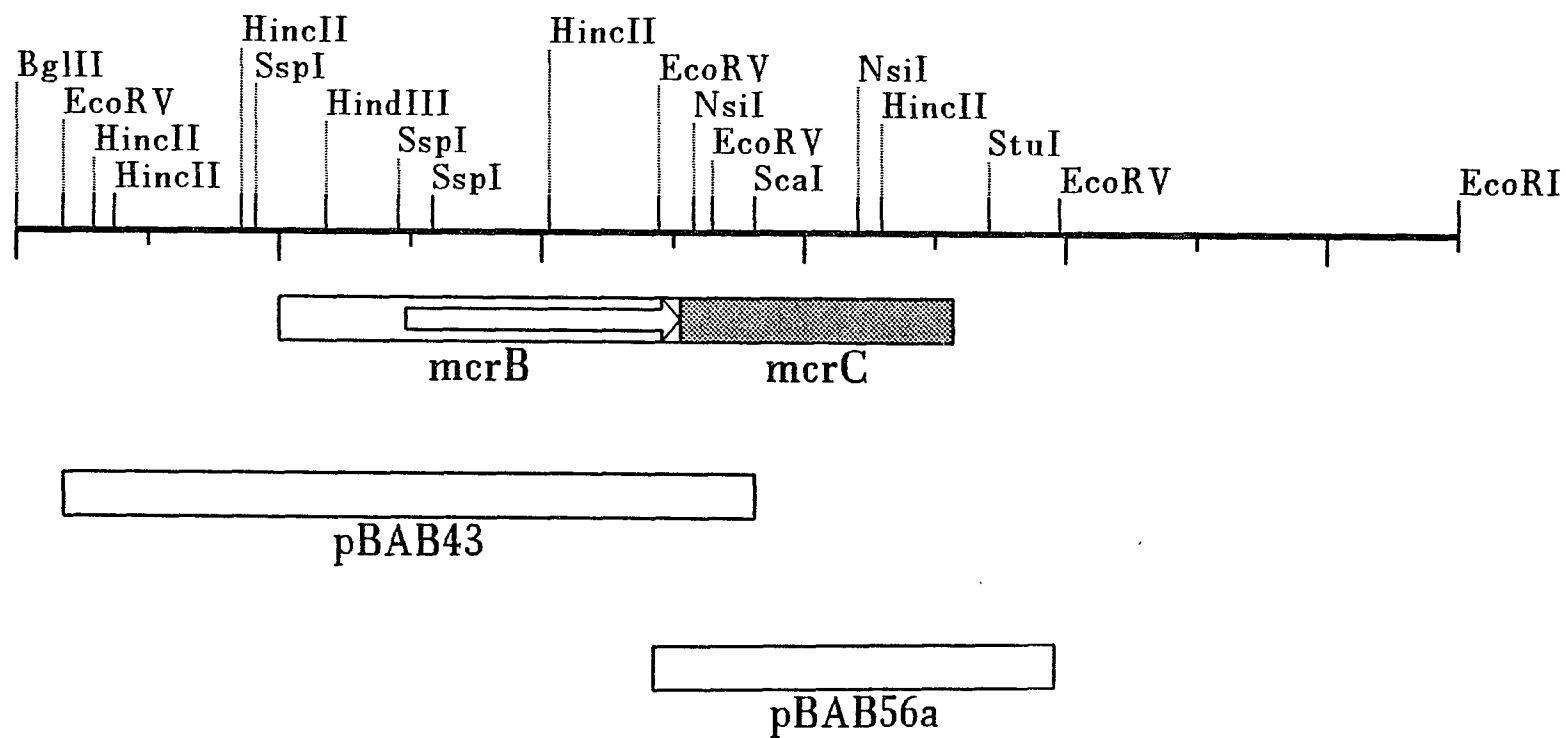 HincII
HincII
BglII
SspI
EcoRV
NsiI
EcoRV
HindIII
NsiI
HincII
HincII
SspI
EcoRV
StuI
HincII
SspI
ScaI
EcoRV
EcoRI
mcrB
mcrC
pBAB43
pBAB56a